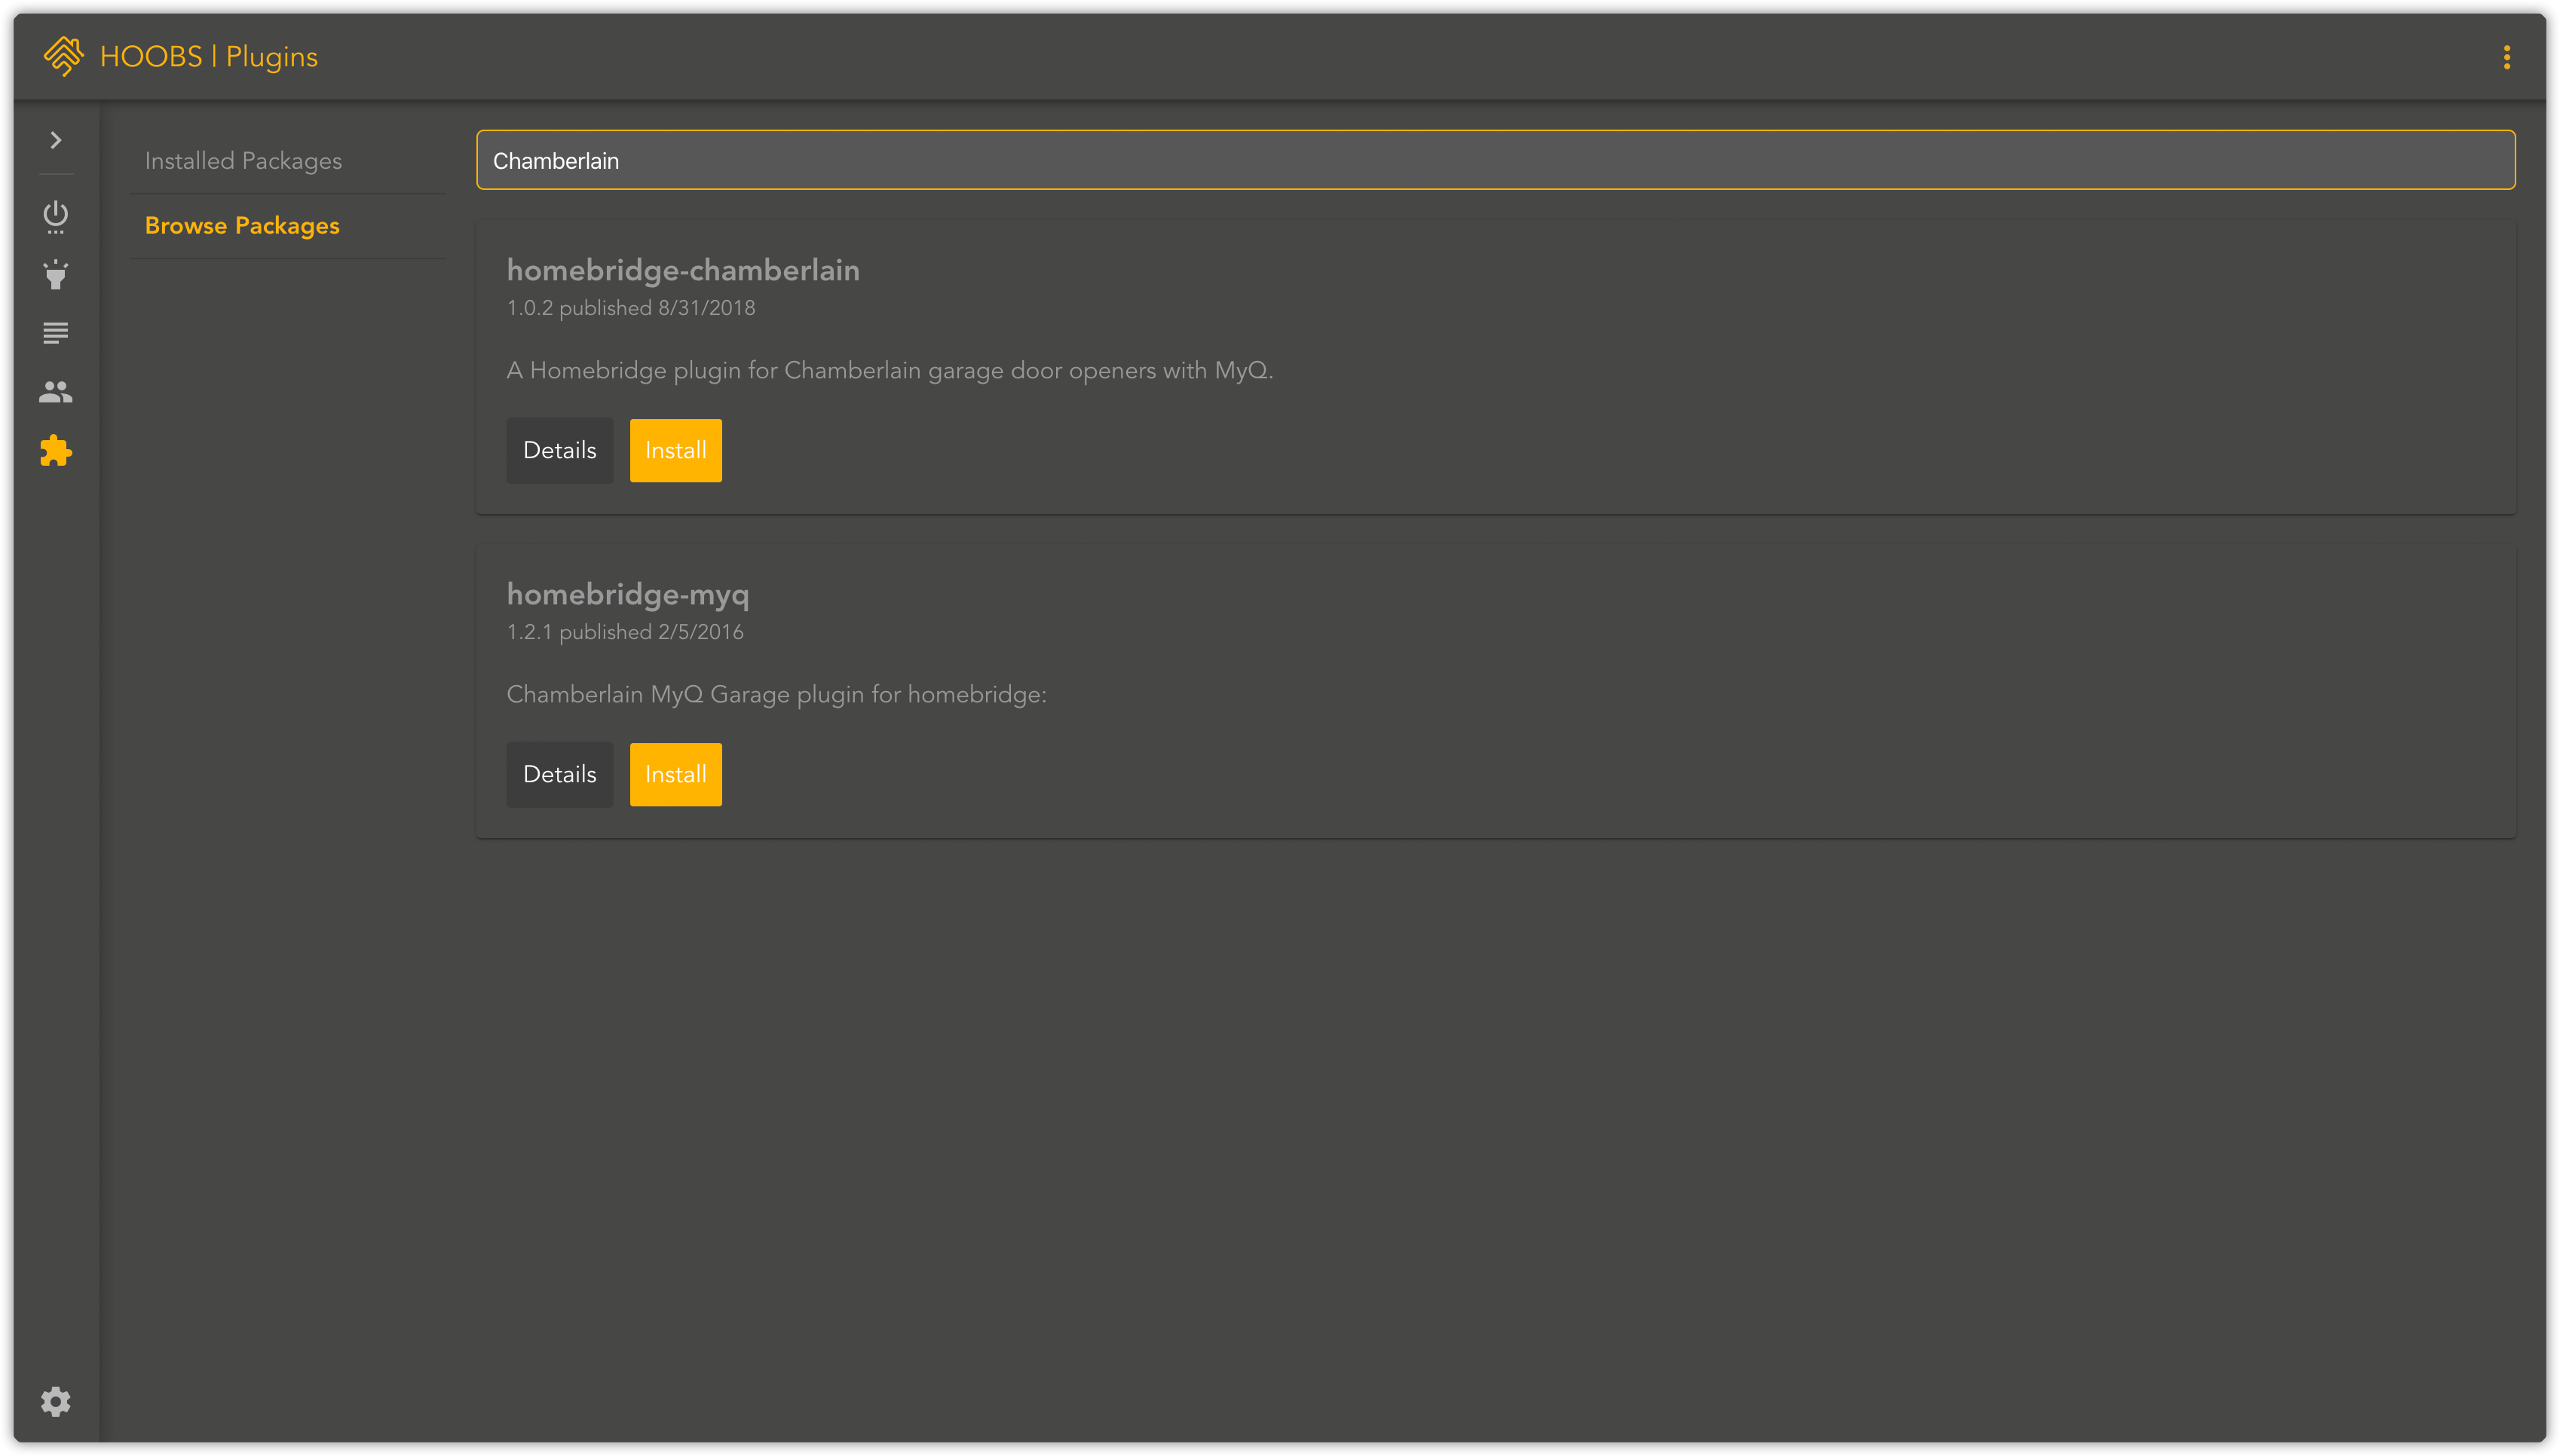 HOOBS | Plugins
Installed Packages
Browse Packages
Chamberlain
homebridge-chamberlain
1.0.2 published 8/31/2018
A Homebridge plugin for Chamberlain garage door openers with MyQ.
Details
Install
homebridge-myq
1.2.1 published 2/5/2016
Chamberlain MyQ Garage plugin for homebridge:
Details
Install